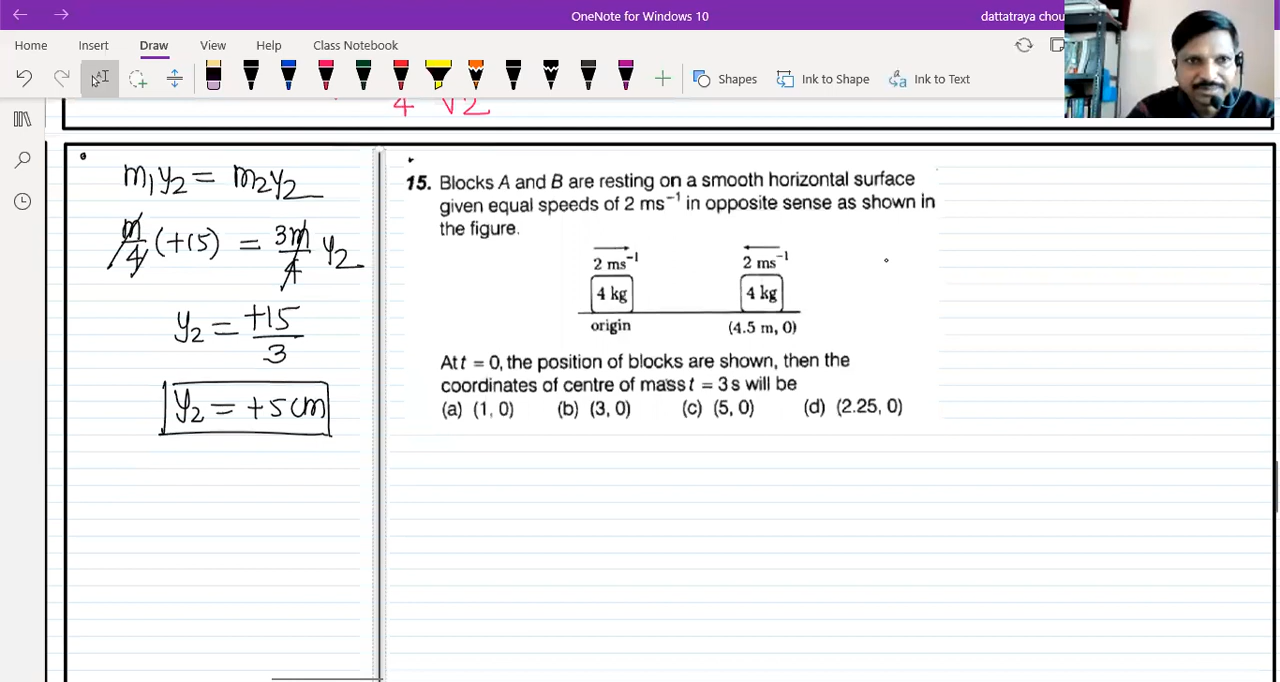 OneNote for Windows 10
dattatraya chou
Home Insert Draw View Help Class Notebook
Shapes Ink to Shape Ink to Text
4 √2
m₁y₂ = m₂y₂
m/4 (+15) = 3m/4 y₂
y₂ = +15/3
y₂ = +5 cm
15. Blocks A and B are resting on a smooth horizontal surface
given equal speeds of 2 ms⁻¹ in opposite sense as shown in
the figure.
2 ms⁻¹ 2 ms⁻¹
4 kg 4 kg
origin (4.5 m, 0)
At t = 0, the position of blocks are shown, then the
coordinates of centre of mass t = 3 s will be
(a) (1, 0) (b) (3, 0) (c) (5, 0) (d) (2.25, 0)